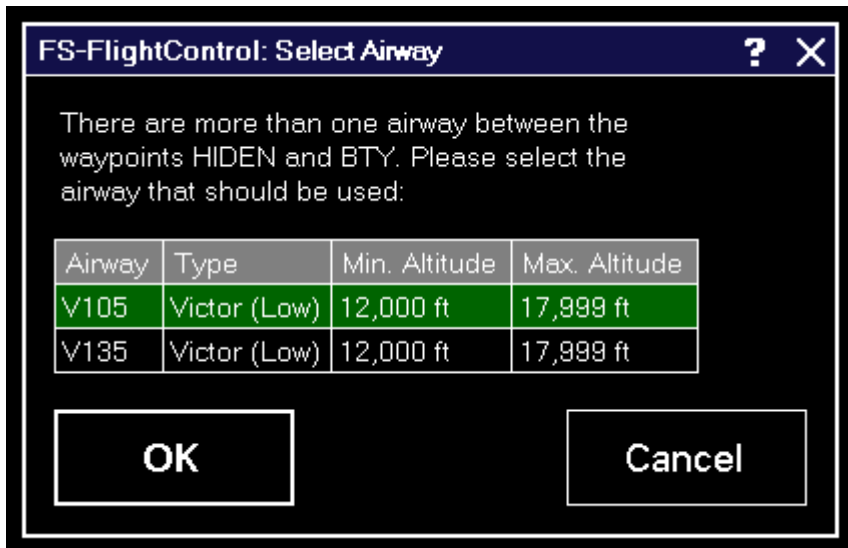 FS-FlightControl: Select Airway ? X
There are more than one airway between the
waypoints HIDEN and BTY. Please select the
airway that should be used:
Airway Type Min. Altitude Max. Altitude
V105 Victor (Low) 12,000 ft 17,999 ft
V135 Victor (Low) 12,000 ft 17,999 ft
OK Cancel